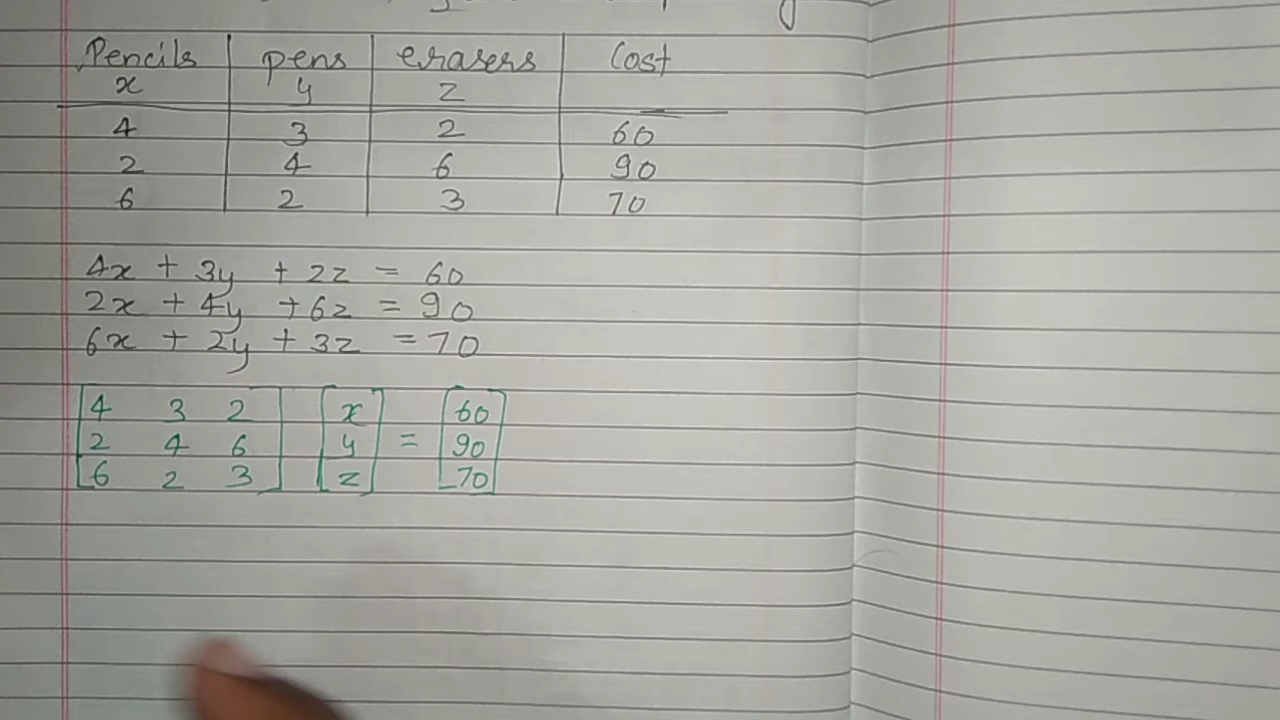 Pencils pens erasers Cost
x y z
4 3 2 60
2 4 6 90
6 2 3 70
4x + 3y + 2z = 60
2x + 4y + 6z = 90
6x + 2y + 3z = 70
[4 3 2] [x] [60]
[2 4 6] [y] = [90]
[6 2 3] [z] [70]